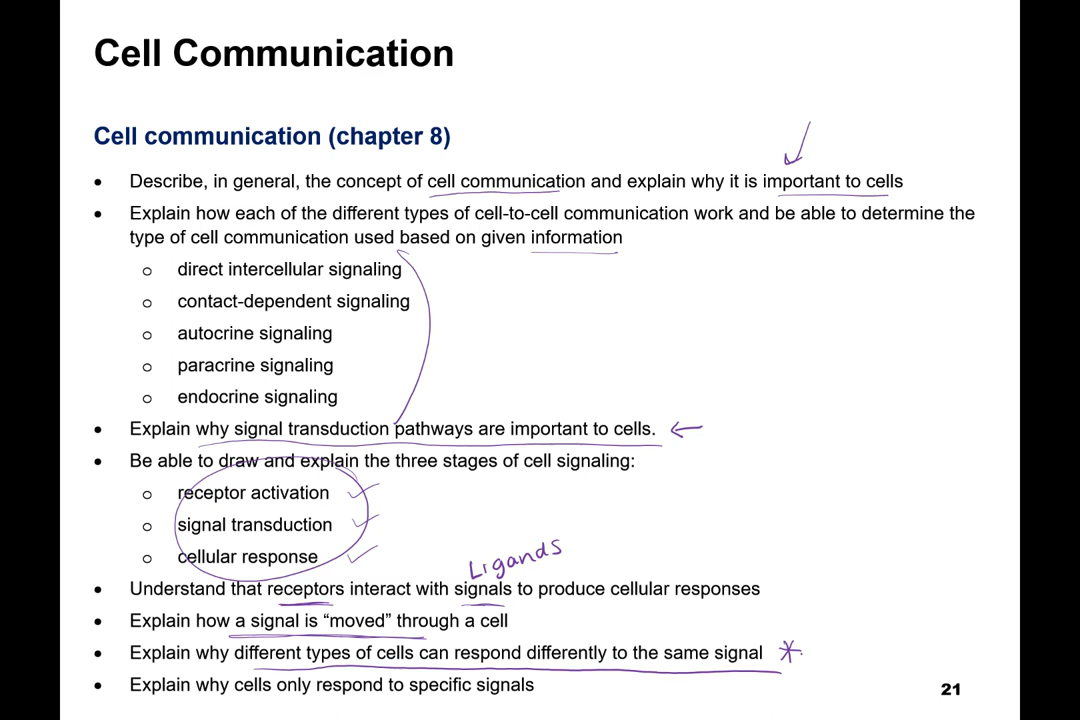 Cell Communication
Cell communication (chapter 8)
• Describe, in general, the concept of cell communication and explain why it is important to cells
• Explain how each of the different types of cell-to-cell communication work and be able to determine the
type of cell communication used based on given information
o direct intercellular signaling
o contact-dependent signaling
o autocrine signaling
o paracrine signaling
o endocrine signaling
• Explain why signal transduction pathways are important to cells.
• Be able to draw and explain the three stages of cell signaling:
o receptor activation
o signal transduction
o cellular response
Ligands
• Understand that receptors interact with signals to produce cellular responses
• Explain how a signal is “moved” through a cell
• Explain why different types of cells can respond differently to the same signal *
• Explain why cells only respond to specific signals
21